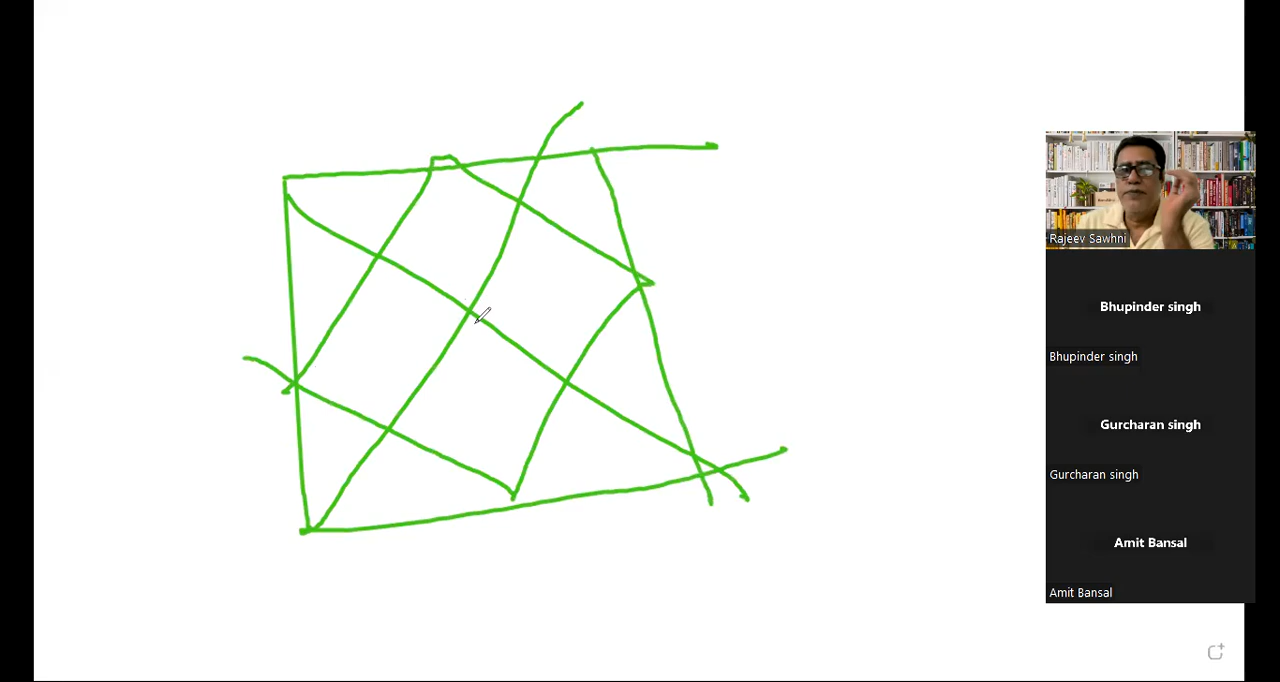 Rajeev Sawhni
Bhupinder singh
Bhupinder singh
Gurcharan singh
Gurcharan singh
Amit Bansal
Amit Bansal